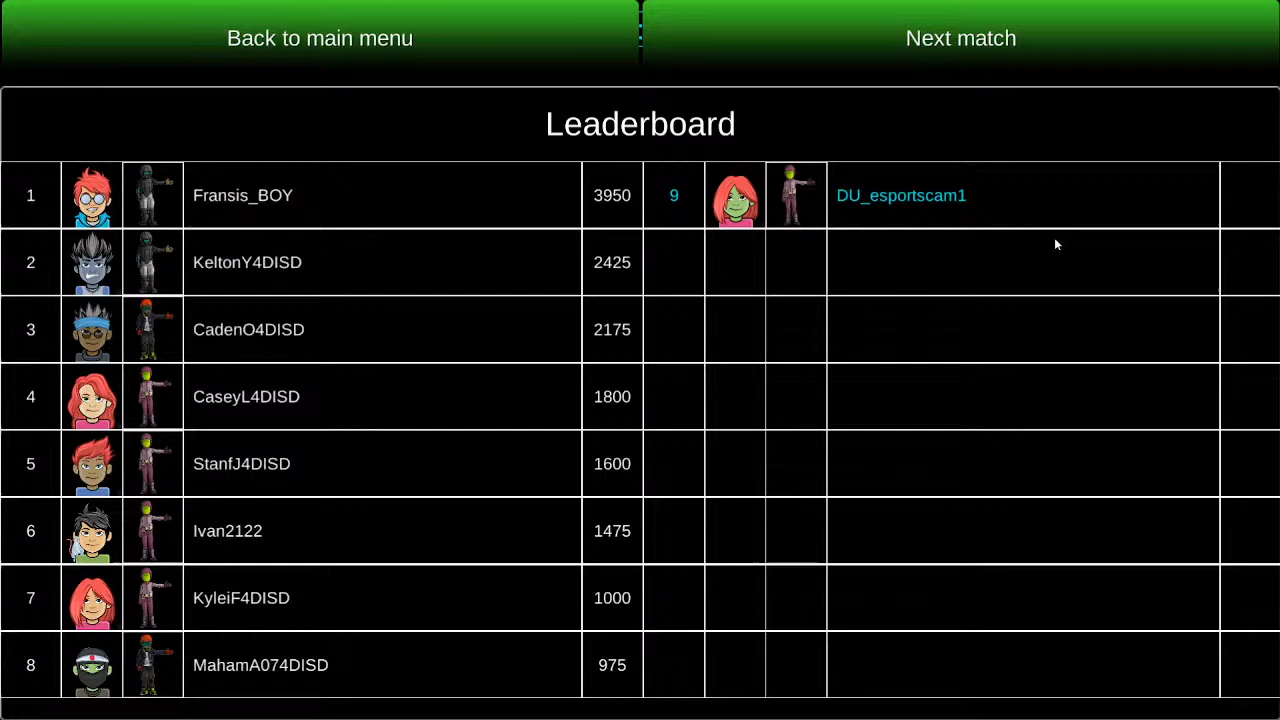 Back to main menu
Next match
Leaderboard
1 Fransis_BOY 3950
2 KeltonY4DISD 2425
3 CadenO4DISD 2175
4 CaseyL4DISD 1800
5 StanfJ4DISD 1600
6 Ivan2122 1475
7 KyleiF4DISD 1000
8 MahamA074DISD 975
9 DU_esportscam1